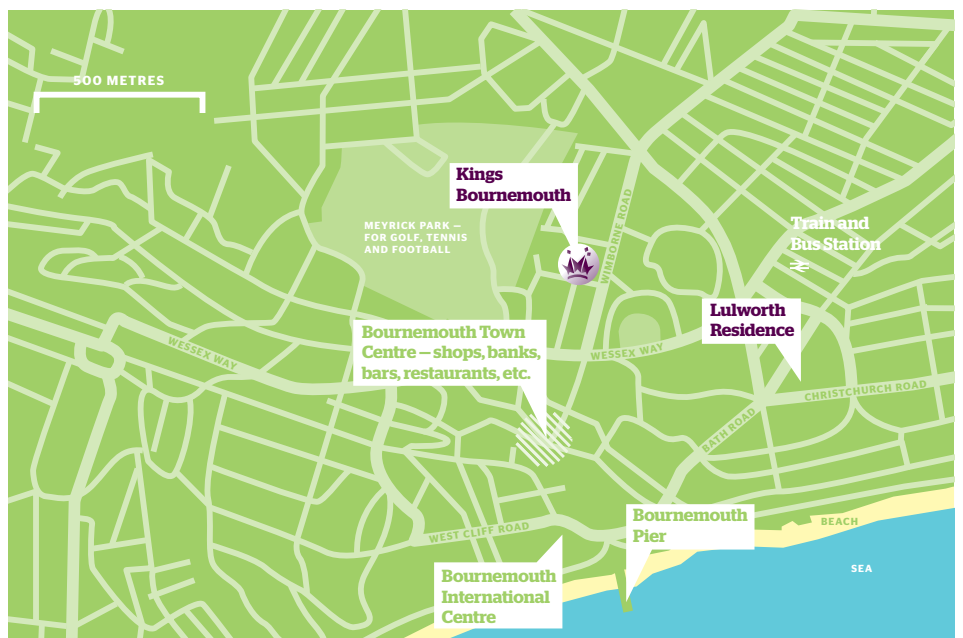 500 METRES
Kings
Bournemouth
MEYRICK PARK –
FOR GOLF, TENNIS
AND FOOTBALL
WIMBORNE ROAD
Train and
Bus Station
Lulworth
Residence
Bournemouth Town
Centre – shops, banks,
bars, restaurants, etc.
WESSEX WAY
WESSEX WAY
CHRISTCHURCH ROAD
BATH ROAD
WEST CLIFF ROAD
Bournemouth
Pier
BEACH
SEA
Bournemouth
International
Centre